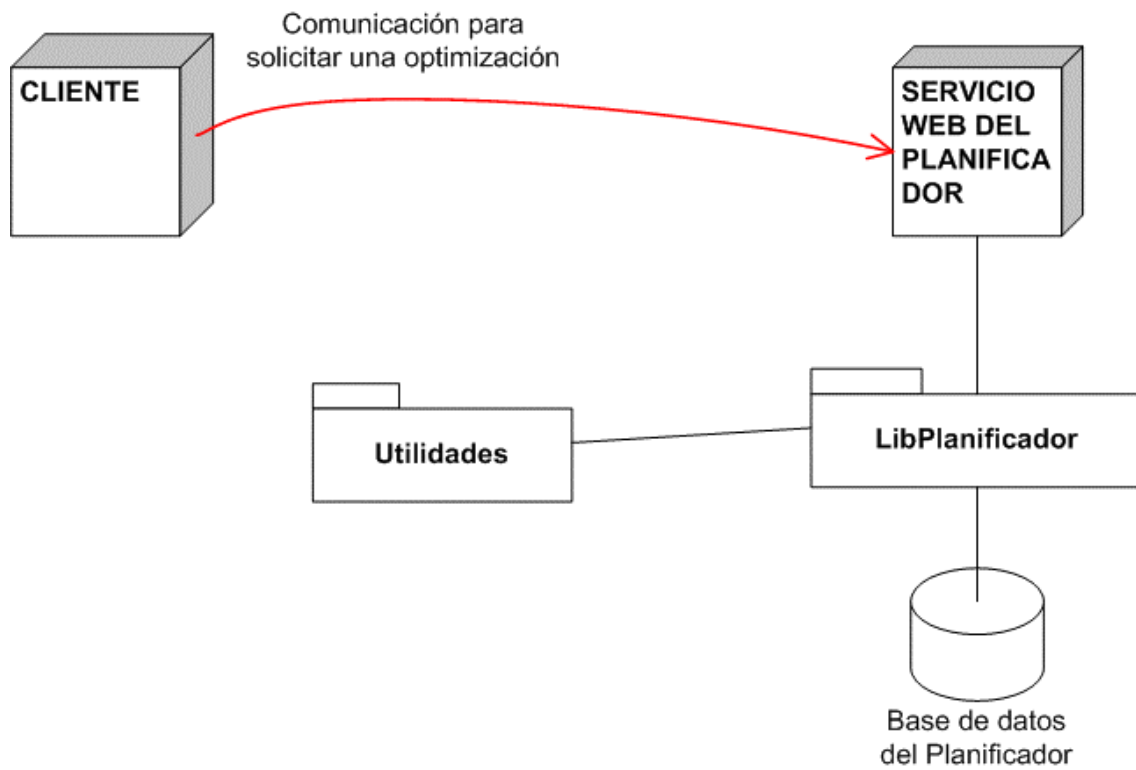 Comunicación para
solicitar una optimización
CLIENTE
SERVICIO
WEB DEL
PLANIFICA
DOR
Utilidades
LibPlanificador
Base de datos
del Planificador